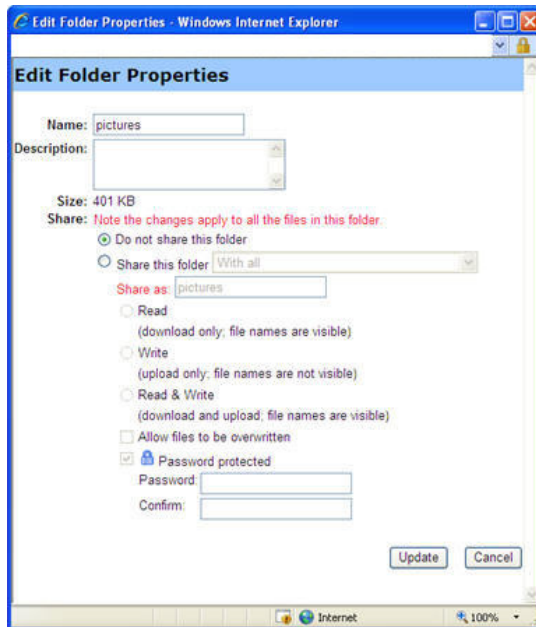 Edit Folder Properties - Windows Internet Explorer
Edit Folder Properties
Name: pictures
Description:
Size: 401 KB
Share: Note the changes apply to all the files in this folder.
Do not share this folder
Share this folder With all
Share as: pictures
Read
(download only; file names are visible)
Write
(upload only; file names are not visible)
Read & Write
(download and upload; file names are visible)
Allow files to be overwritten
Password protected
Password:
Confirm:
Update Cancel
Internet 100%